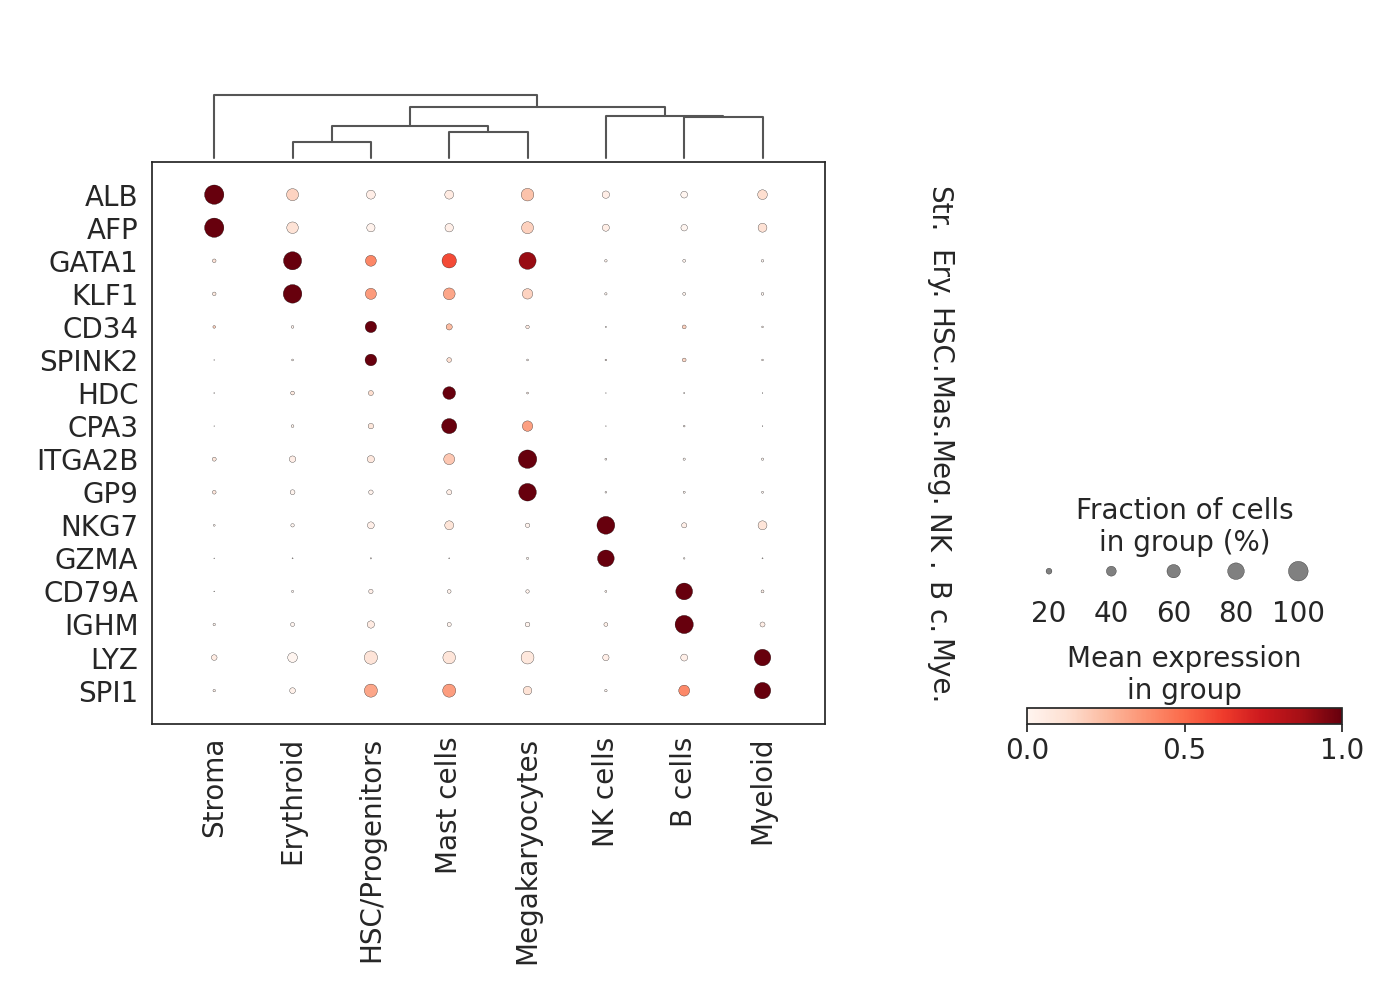 ALB
AFP
GATA1
KLF1
CD34
SPINK2
HDC
CPA3
ITGA2B
GP9
NKG7
GZMA
CD79A
IGHM
LYZ
SPI1
Stroma
Erythroid
HSC/Progenitors
Mast cells
Megakaryocytes
NK cells
B cells
Myeloid
Str.
Ery.
HSC.
Mas.
Meg.
NK .
B c.
Mye.
Fraction of cells
in group (%)
20 40 60 80 100
Mean expression
in group
0.0 0.5 1.0